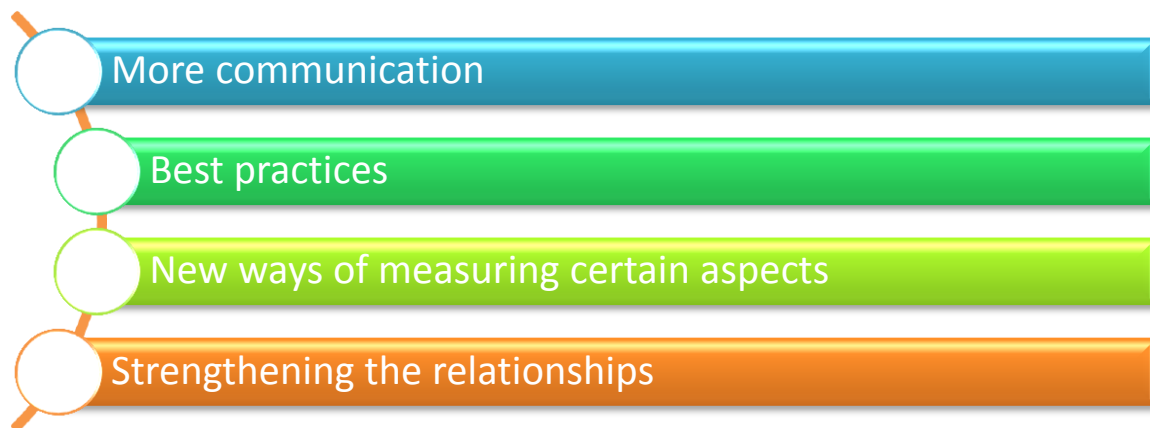 More communication
Best practices
New ways of measuring certain aspects
Strengthening the relationships